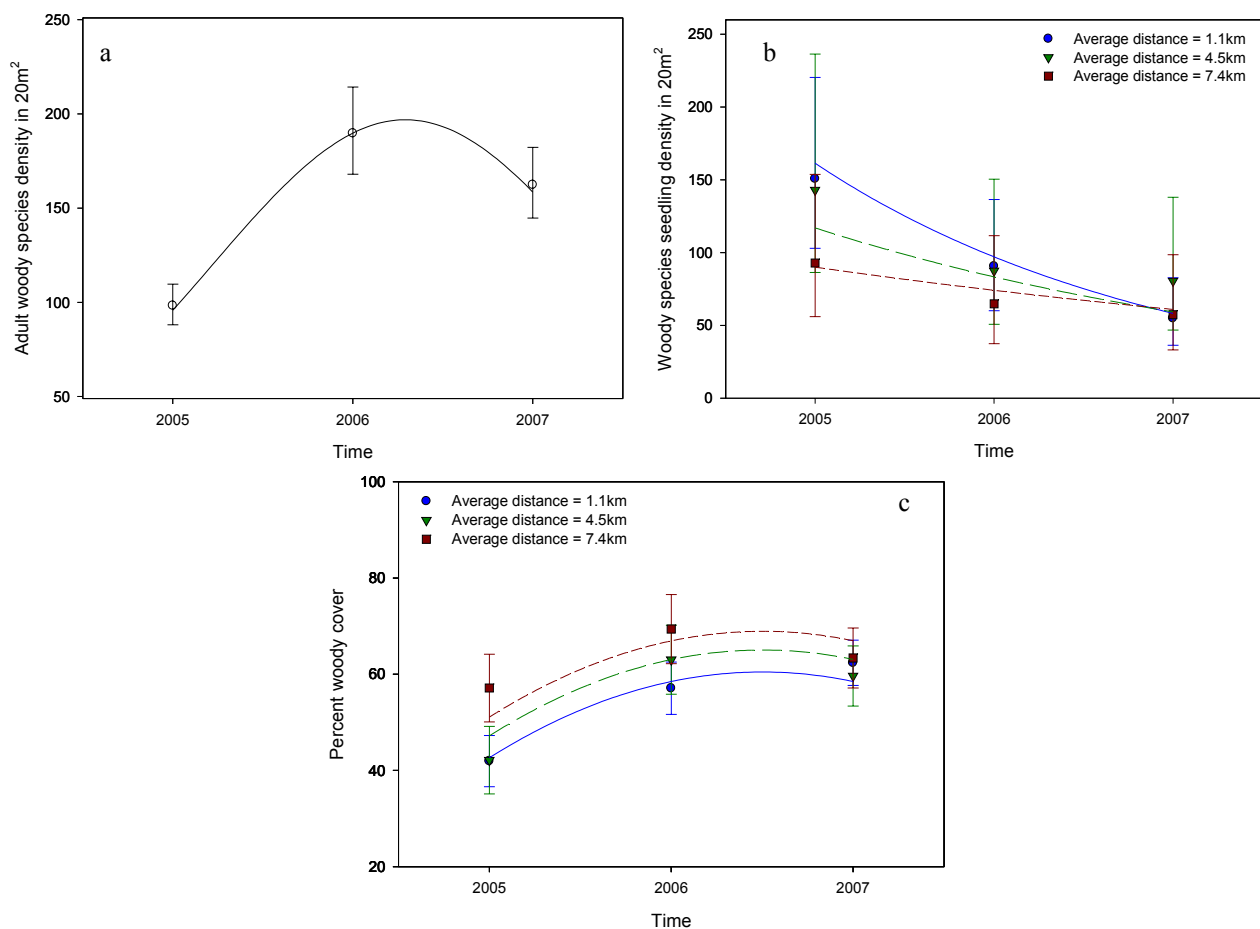 a
250
200
150
100
50
Adult woody species density in 20m²
2005 2006 2007
Time
b
Average distance = 1.1km
Average distance = 4.5km
Average distance = 7.4km
250
200
150
100
50
0
Woody species seedling density in 20m²
2005 2006 2007
Time
c
Average distance = 1.1km
Average distance = 4.5km
Average distance = 7.4km
100
80
60
40
20
Percent woody cover
2005 2006 2007
Time